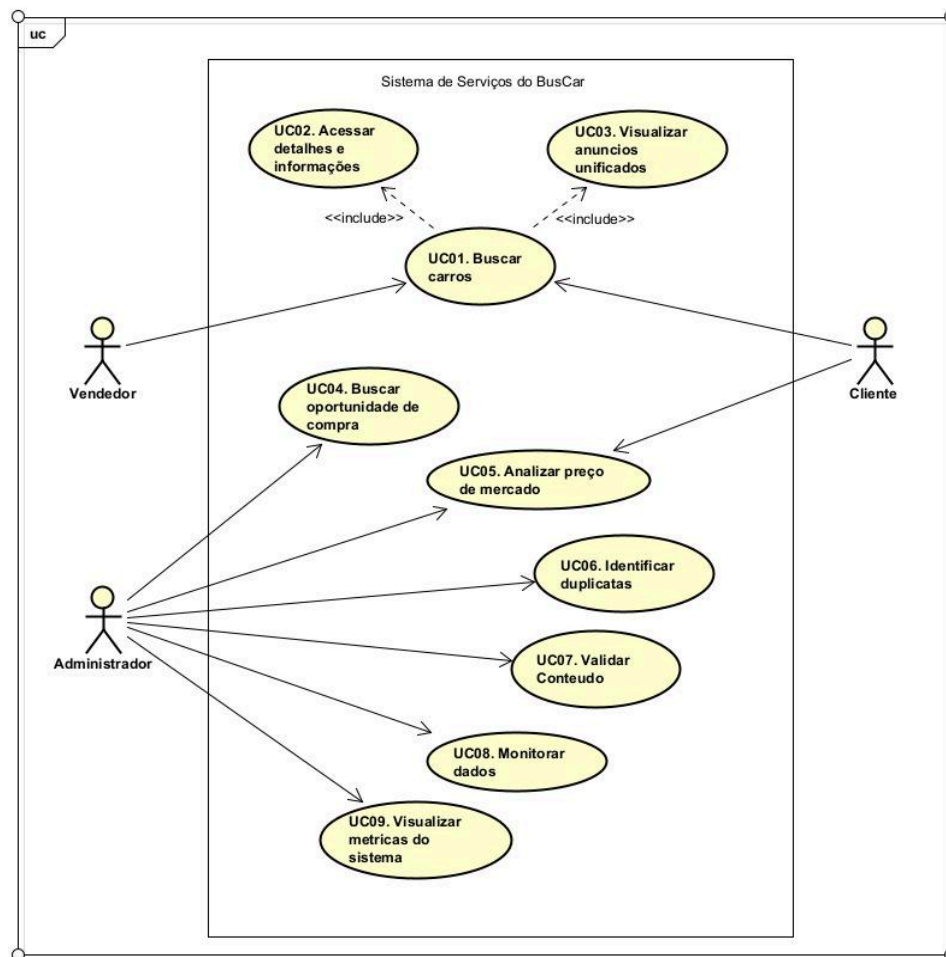 uc
Sistema de Serviços do BusCar
UC02. Acessar
detalhes e
informações
UC03. Visualizar
anuncios
unificados
<<include>>
<<include>>
UC01. Buscar
carros
Vendedor
Cliente
UC04. Buscar
oportunidade de
compra
UC05. Analizar preço
de mercado
UC06. Identificar
duplicatas
Administrador
UC07. Validar
Conteudo
UC08. Monitorar
dados
UC09. Visualizar
metricas do
sistema